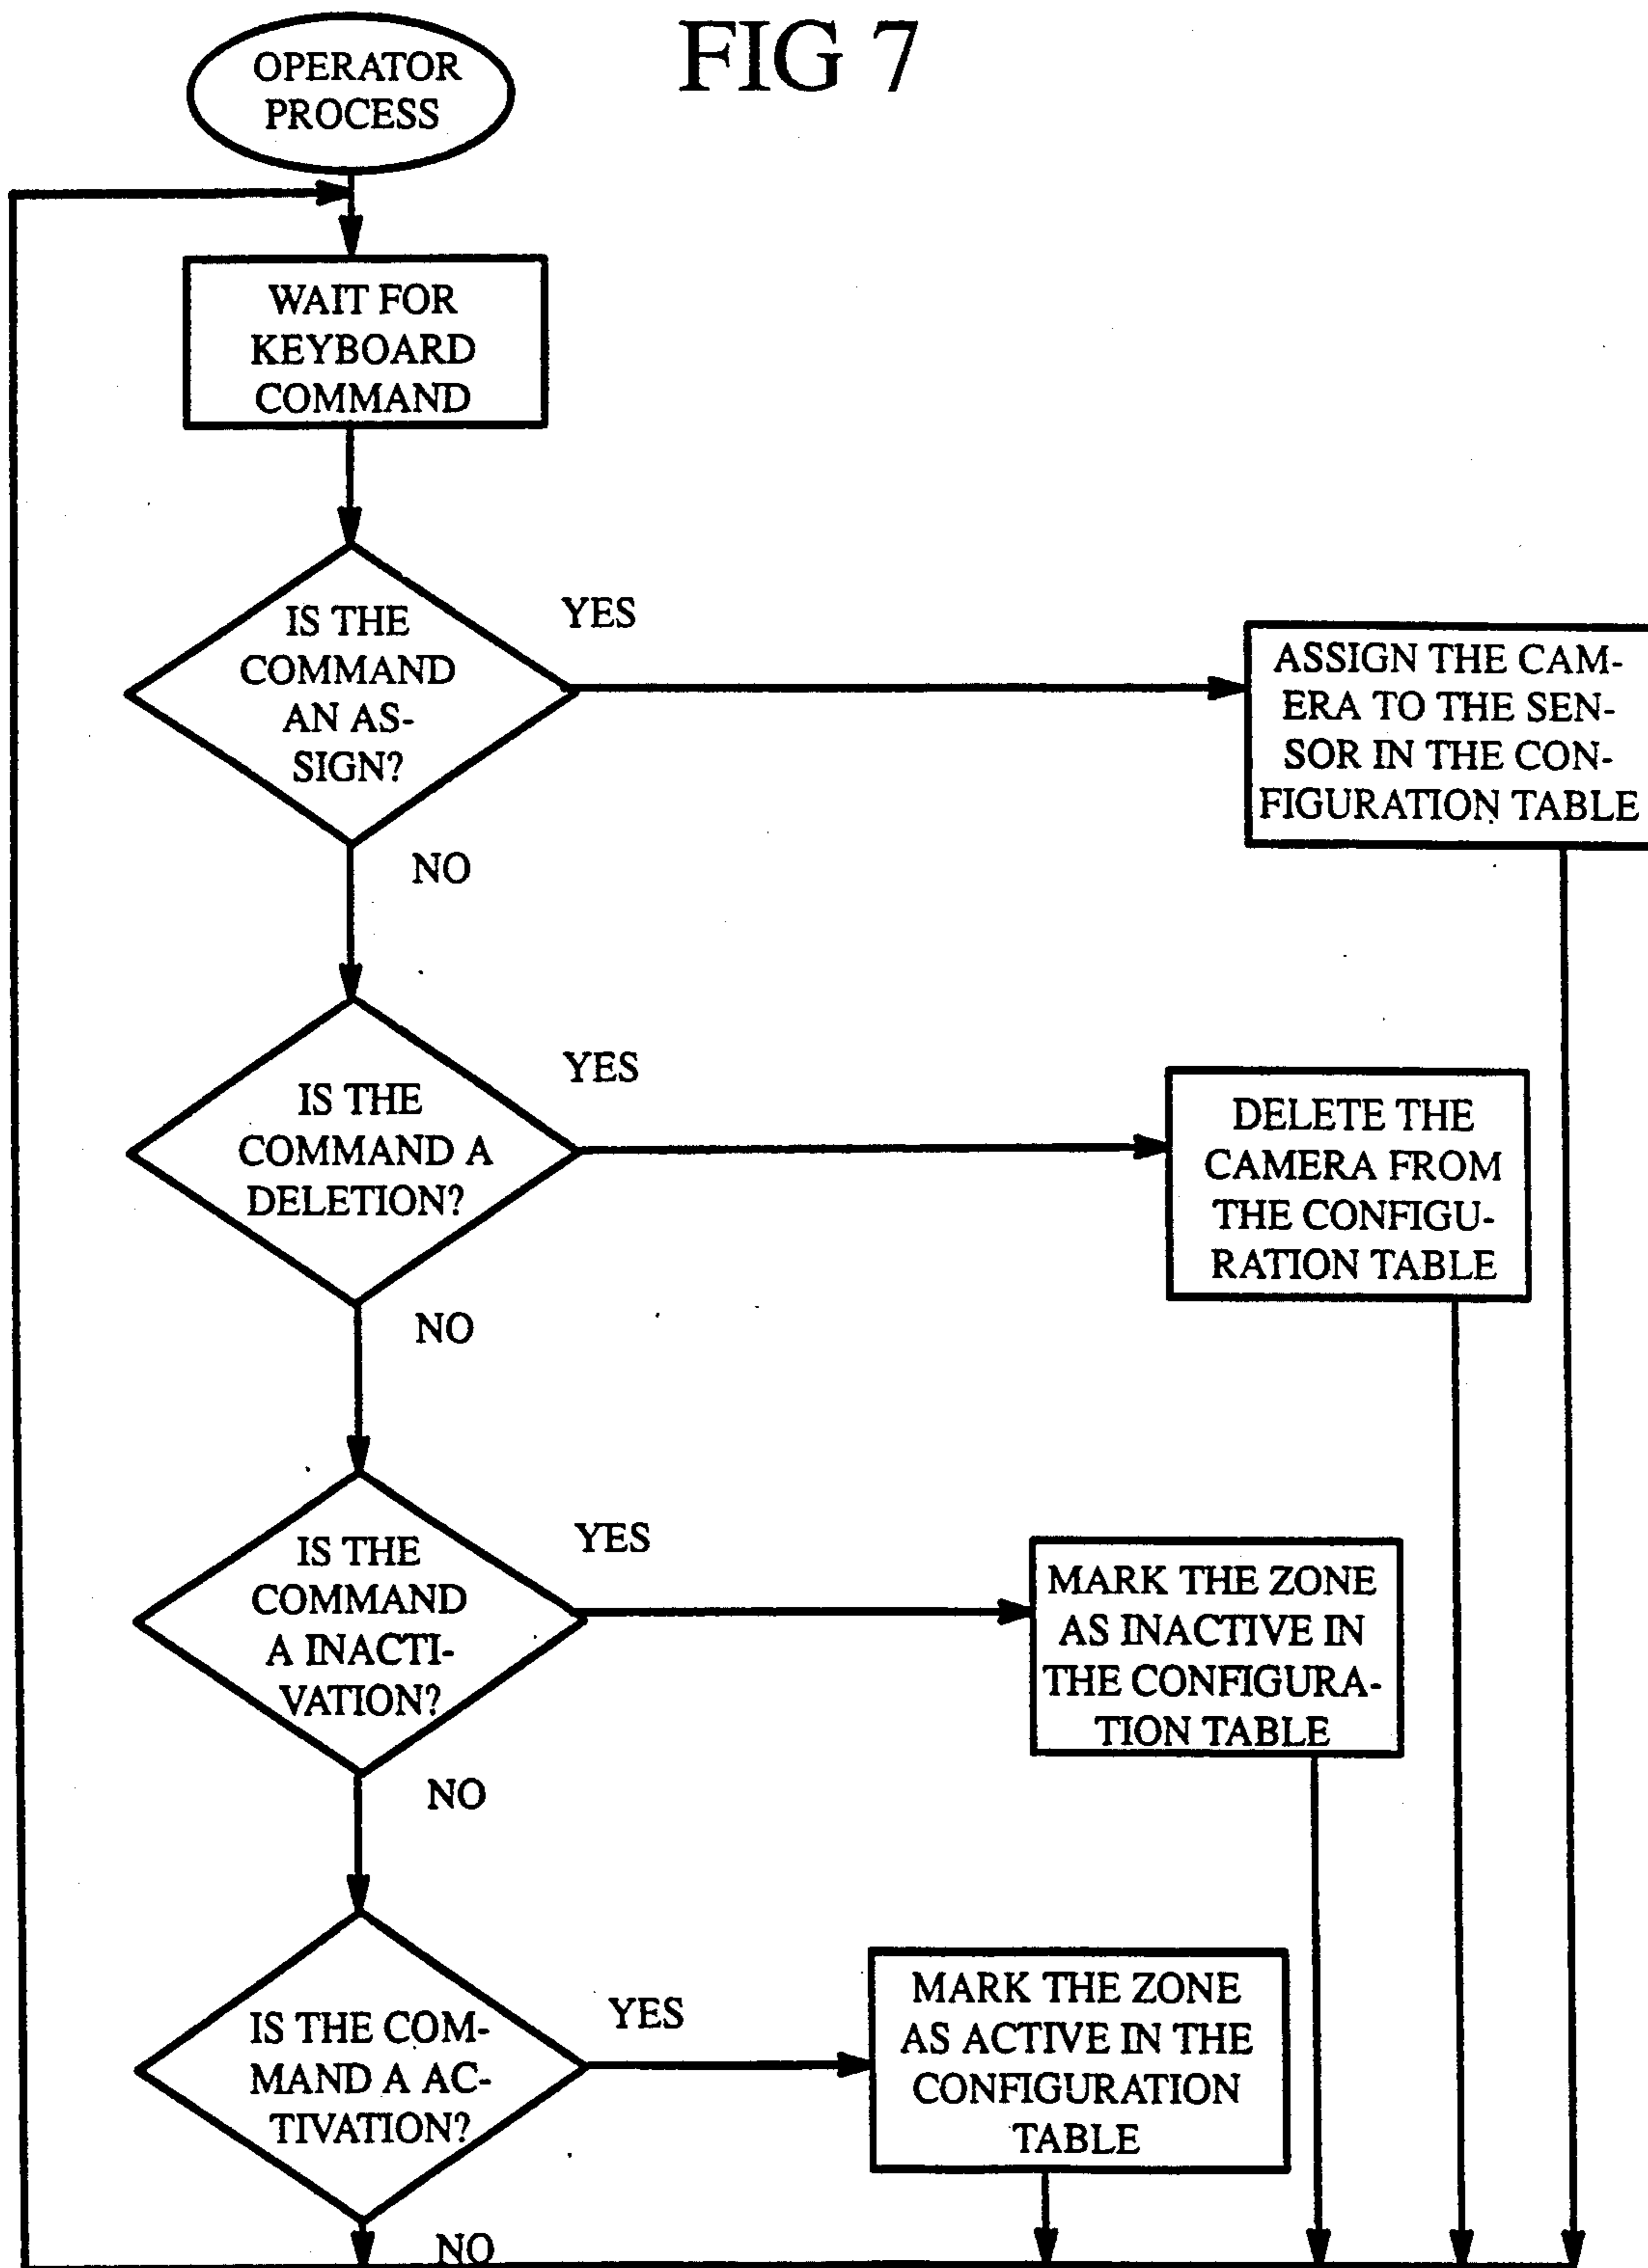 FIG 7
OPERATOR
PROCESS
WAIT FOR
KEYBOARD
COMMAND
IS THE
COMMAND
AN AS-
SIGN?
YES
ASSIGN THE CAM-
ERA TO THE SEN-
SOR IN THE CON-
FIGURATION TABLE
NO
IS THE
COMMAND A
DELETION?
YES
DELETE THE
CAMERA FROM
THE CONFIGU-
RATION TABLE
NO
IS THE
COMMAND
A INACTI-
VATION?
YES
MARK THE ZONE
AS INACTIVE IN
THE CONFIGURA-
TION TABLE
NO
IS THE COM-
MAND A AC-
TIVATION?
YES
MARK THE ZONE
AS ACTIVE IN THE
CONFIGURATION
TABLE
NO